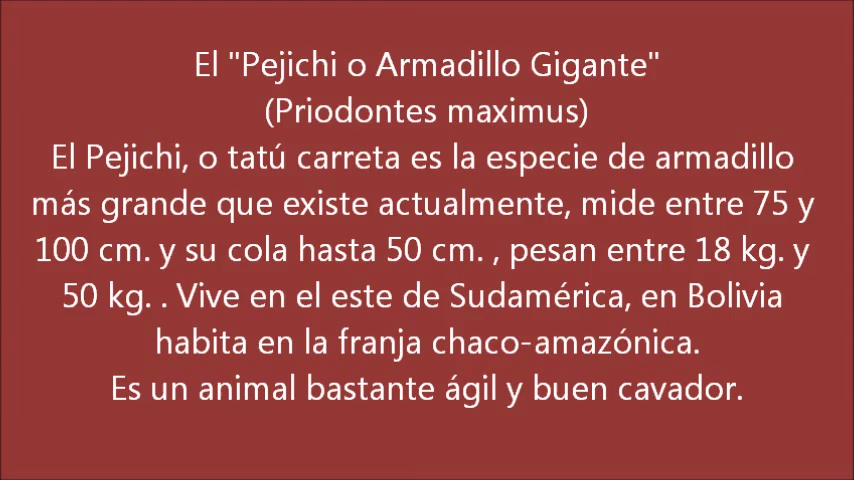 El "Pejichi o Armadillo Gigante"
(Priodontes maximus)
El Pejichi, o tatú carreta es la especie de armadillo
más grande que existe actualmente, mide entre 75 y
100 cm. y su cola hasta 50 cm. , pesan entre 18 kg. y
50 kg. . Vive en el este de Sudamérica, en Bolivia
habita en la franja chaco-amazónica.
Es un animal bastante ágil y buen cavador.